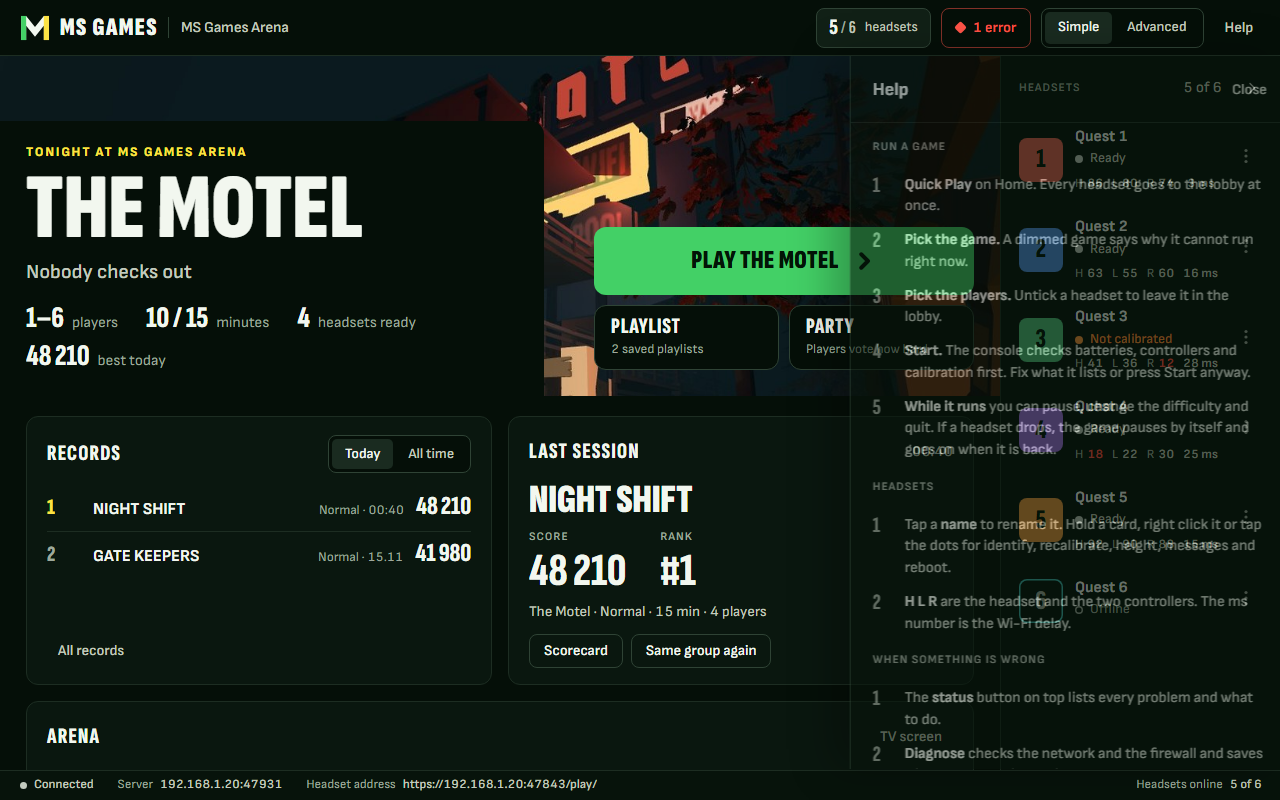 MS GAMES
MS Games Arena
5 / 6 headsets
1 error
Simple
Advanced
Help
TONIGHT AT MS GAMES ARENA
THE MOTEL
Nobody checks out
1–6 players
10 / 15 minutes
4 headsets ready
48 210 best today
PLAY THE MOTEL
PLAYLIST
2 saved playlists
PARTY
Players vote now
RECORDS
Today
All time
1 NIGHT SHIFT Normal · 00:40 48 210
2 GATE KEEPERS Normal · 15.11 41 980
All records
LAST SESSION
NIGHT SHIFT
SCORE
RANK
48 210
#1
The Motel · Normal · 15 min · 4 players
Scorecard
Same group again
ARENA
TV screen
Help
Close
RUN A GAME
1 Quick Play on Home. Every headset goes to the lobby at
once.
2 Pick the game. A dimmed game says why it cannot run
right now.
3 Pick the players. Untick a headset to leave it in the
lobby.
4 Start. The console checks batteries, controllers and
calibration first. Fix what it lists or press Start anyway.
5 While it runs you can pause, change the difficulty and
quit. If a headset drops, the game pauses by itself and
goes on when it is back.
HEADSETS
1 Tap a name to rename it. Hold a card, right click it or tap
the dots for identify, recalibrate, height, messages and
reboot.
2 H L R are the headset and the two controllers. The ms
number is the Wi-Fi delay.
WHEN SOMETHING IS WRONG
1 The status button on top lists every problem and what
to do.
2 Diagnose checks the network and the firewall and saves
HEADSETS
5 of 6
1 Quest 1
Ready
2 Quest 2
Ready
H 63 L 55 R 60 16 ms
3 Quest 3
Not calibrated
H 41 L 36 R 12 28 ms
4 Quest 4
Ready
H 18 L 22 R 30 25 ms
5 Quest 5
Ready
6 Quest 6
Offline
Connected
Server 192.168.1.20:47931
Headset address https://192.168.1.20:47843/play/
Headsets online 5 of 6